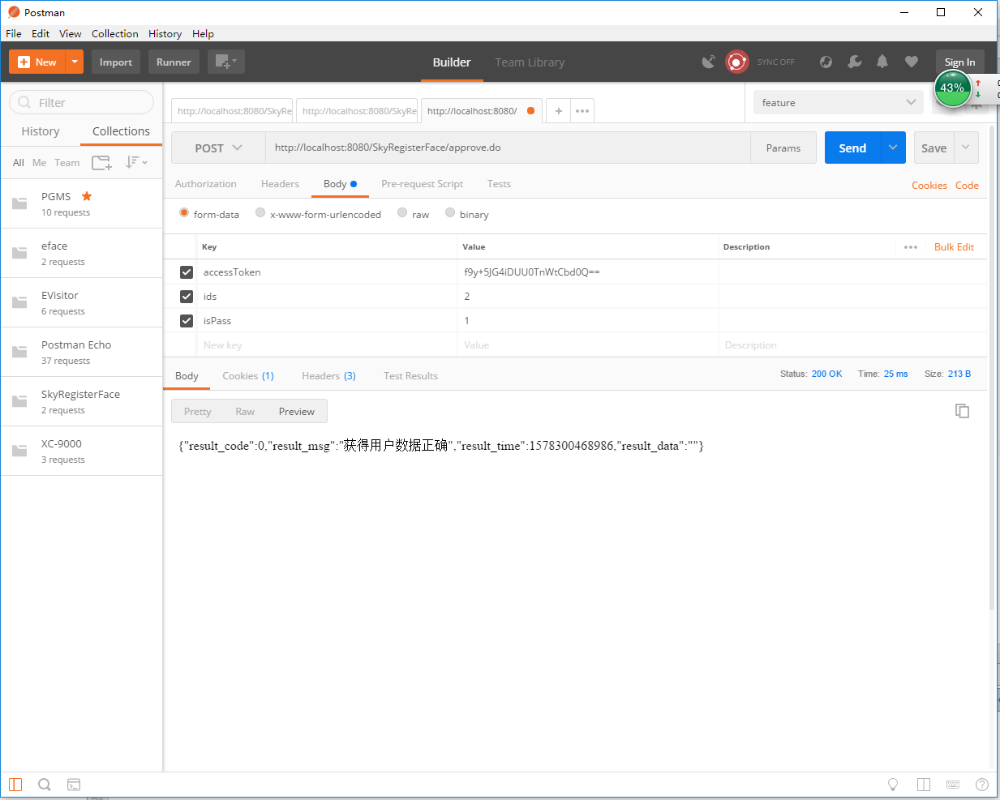 Postman
File Edit View Collection History Help
New Import Runner Builder Team Library SYNC OFF Sign In
43%
Filter
History Collections
All Me Team
PGMS
10 requests
eface
2 requests
EVisitor
6 requests
Postman Echo
37 requests
SkyRegisterFace
2 requests
XC-9000
3 requests
http://localhost:8080/SkyRe http://localhost:8080/SkyRe http://localhost:8080/ + •••
feature
POST http://localhost:8080/SkyRegisterFace/approve.do Params Send Save
Authorization Headers Body Pre-request Script Tests Cookies Code
form-data x-www-form-urlencoded raw binary
Key Value Description ••• Bulk Edit
accessToken f9y+5JG4iDUU0TnWtCbd0Q==
ids 2
isPass 1
New key Value Description
Body Cookies (1) Headers (3) Test Results Status: 200 OK Time: 25 ms Size: 213 B
Pretty Raw Preview
{"result_code":0,"result_msg":"获得用户数据正确","result_time":1578300468986,"result_data":""}